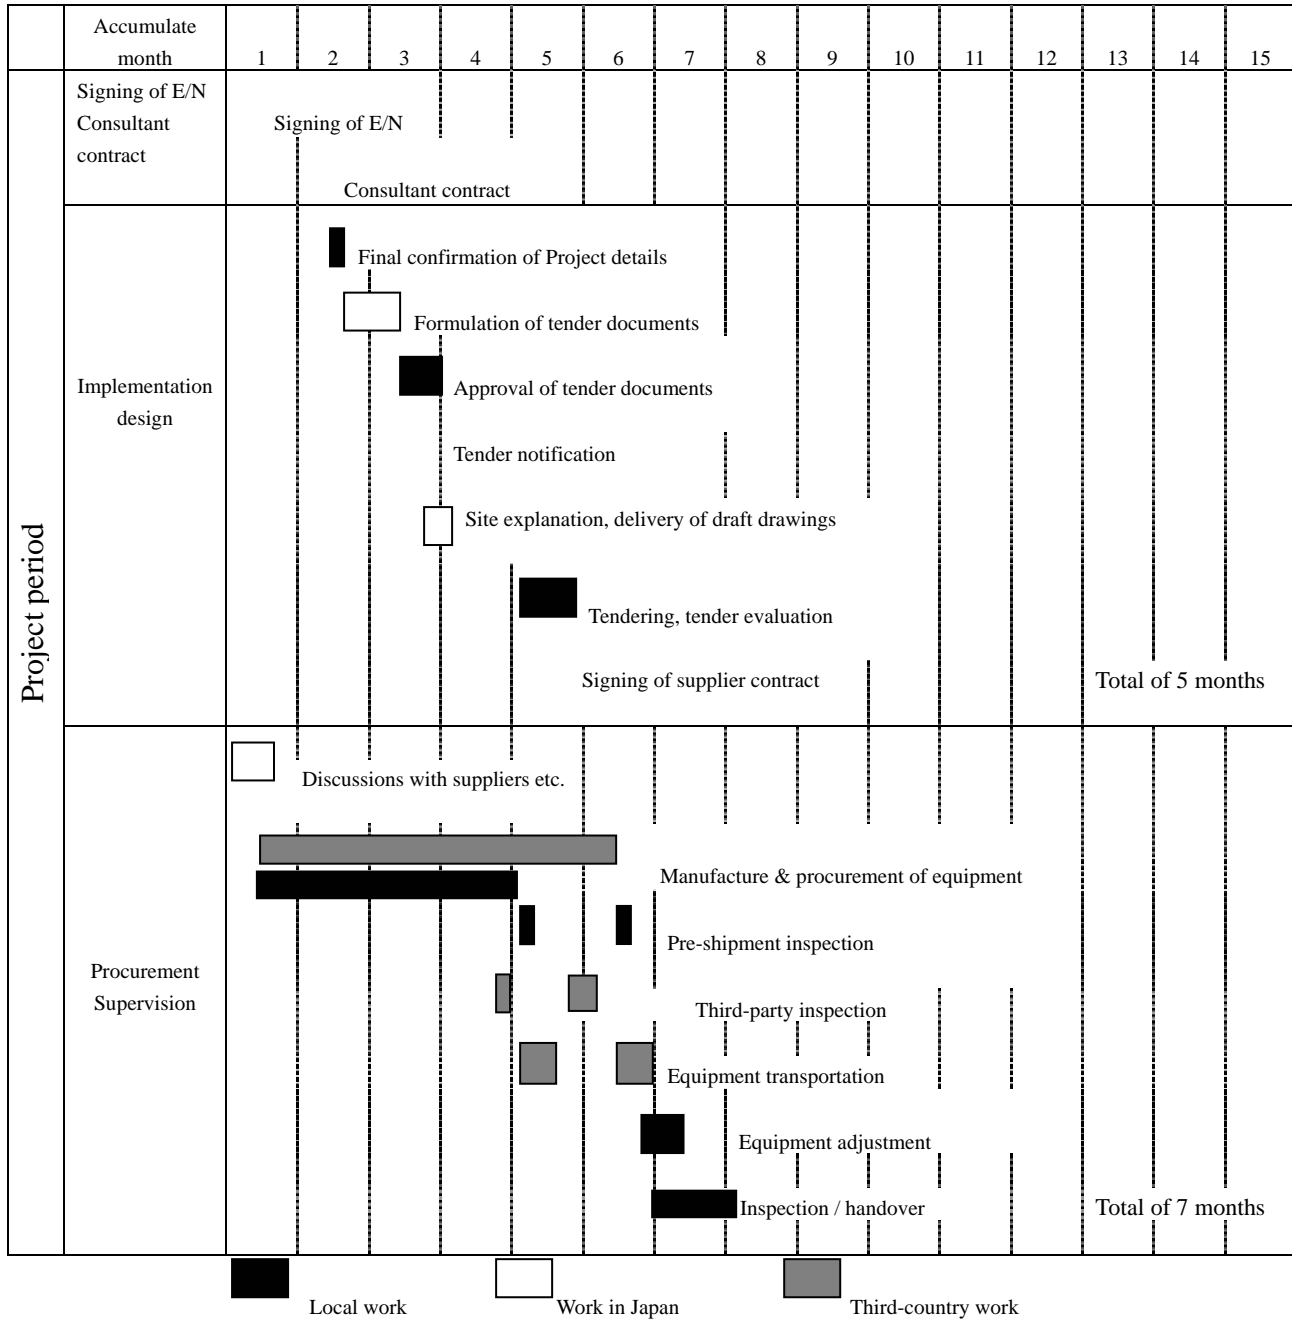 Accumulate
month
1 2 3 4 5 6 7 8 9 10 11 12 13 14 15
Project period
Signing of E/N
Consultant
contract
Signing of E/N
Consultant contract
Implementation
design
Final confirmation of Project details
Formulation of tender documents
Approval of tender documents
Tender notification
Site explanation, delivery of draft drawings
Tendering, tender evaluation
Signing of supplier contract
Total of 5 months
Procurement
Supervision
Discussions with suppliers etc.
Manufacture & procurement of equipment
Pre-shipment inspection
Third-party inspection
Equipment transportation
Equipment adjustment
Inspection / handover
Total of 7 months
Local work
Work in Japan
Third-country work